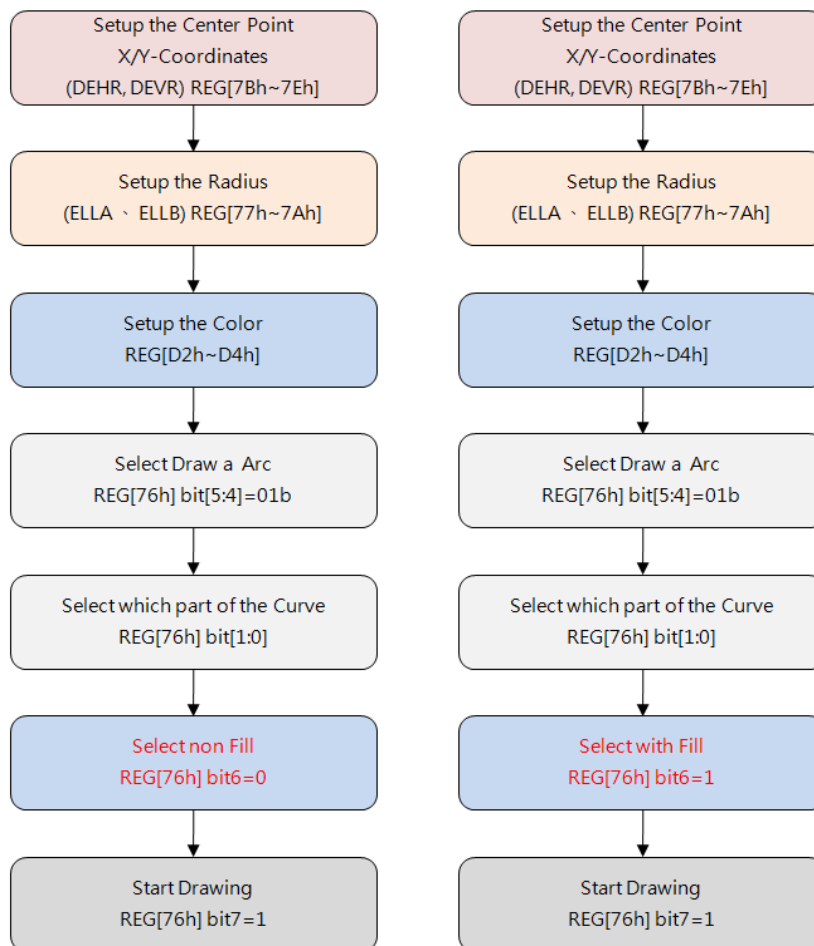 Setup the Center Point
X/Y-Coordinates
(DEHR, DEVR) REG[7Bh~7Eh]
Setup the Radius
(ELLA 、 ELLB) REG[77h~7Ah]
Setup the Color
REG[D2h~D4h]
Select Draw a Arc
REG[76h] bit[5:4]=01b
Select which part of the Curve
REG[76h] bit[1:0]
Select non Fill
REG[76h] bit6=0
Start Drawing
REG[76h] bit7=1
Setup the Center Point
X/Y-Coordinates
(DEHR, DEVR) REG[7Bh~7Eh]
Setup the Radius
(ELLA 、 ELLB) REG[77h~7Ah]
Setup the Color
REG[D2h~D4h]
Select Draw a Arc
REG[76h] bit[5:4]=01b
Select which part of the Curve
REG[76h] bit[1:0]
Select with Fill
REG[76h] bit6=1
Start Drawing
REG[76h] bit7=1